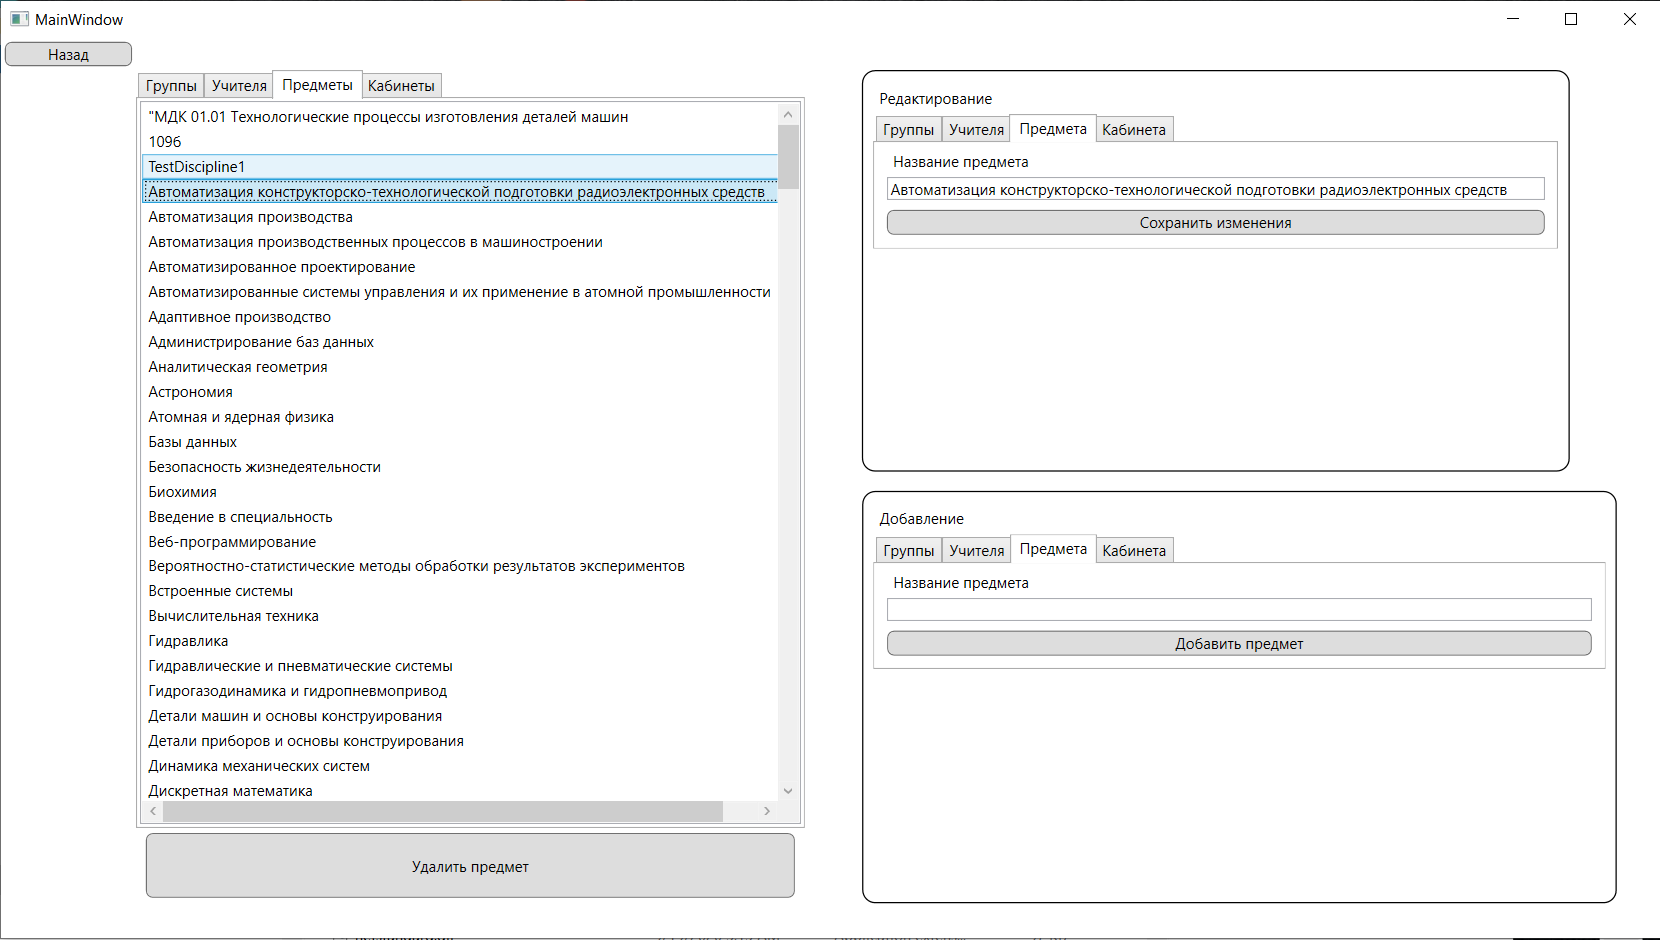 MainWindow
Назад
Группы Учителя Предметы Кабинеты
"МДК 01.01 Технологические процессы изготовления деталей машин
1096
TestDiscipline1
Автоматизация конструкторско-технологической подготовки радиоэлектронных средств
Автоматизация производства
Автоматизация производственных процессов в машиностроении
Автоматизированное проектирование
Автоматизированные системы управления и их применение в атомной промышленности
Адаптивное производство
Администрирование баз данных
Аналитическая геометрия
Астрономия
Атомная и ядерная физика
Базы данных
Безопасность жизнедеятельности
Биохимия
Введение в специальность
Веб-программирование
Вероятностно-статистические методы обработки результатов экспериментов
Встроенные системы
Вычислительная техника
Гидравлика
Гидравлические и пневматические системы
Гидрогазодинамика и гидропневмопривод
Детали машин и основы конструирования
Детали приборов и основы конструирования
Динамика механических систем
Дискретная математика
Удалить предмет
Редактирование
Группы Учителя Предмета Кабинета
Название предмета
Автоматизация конструкторско-технологической подготовки радиоэлектронных средств
Сохранить изменения
Добавление
Группы Учителя Предмета Кабинета
Название предмета
Добавить предмет